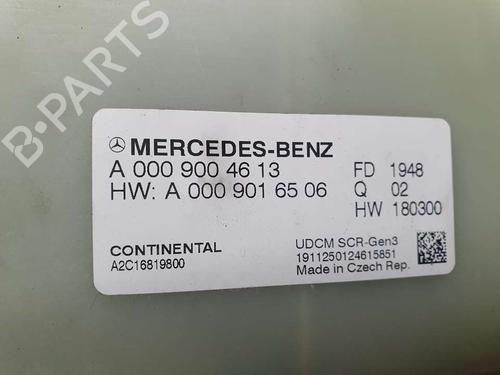 MERCEDES-BENZ
A 000 900 46 13 FD 1948
HW: A 000 901 65 06 Q 02
HW 180300
CONTINENTAL UDCM SCR-Gen3
A2C16819800 1911250124615851
Made in Czech Rep.
B-PARTS